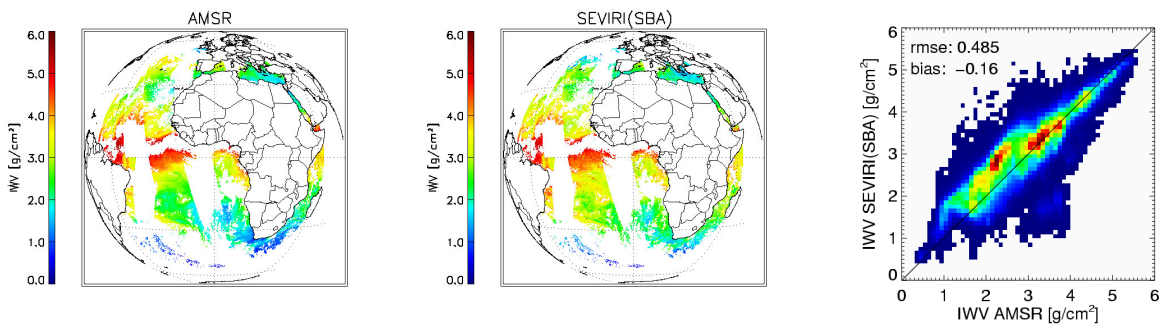 AMSR
6.0
5.0
4.0
3.0
2.0
1.0
0.0
IWV [g/cm²]
SEVIRI(SBA)
6.0
5.0
4.0
3.0
2.0
1.0
0.0
IWV [g/cm²]
rmse: 0.485
bias: −0.16
6
5
4
3
2
1
0
IWV SEVIRI(SBA) [g/cm²]
0 1 2 3 4 5 6
IWV AMSR [g/cm²]